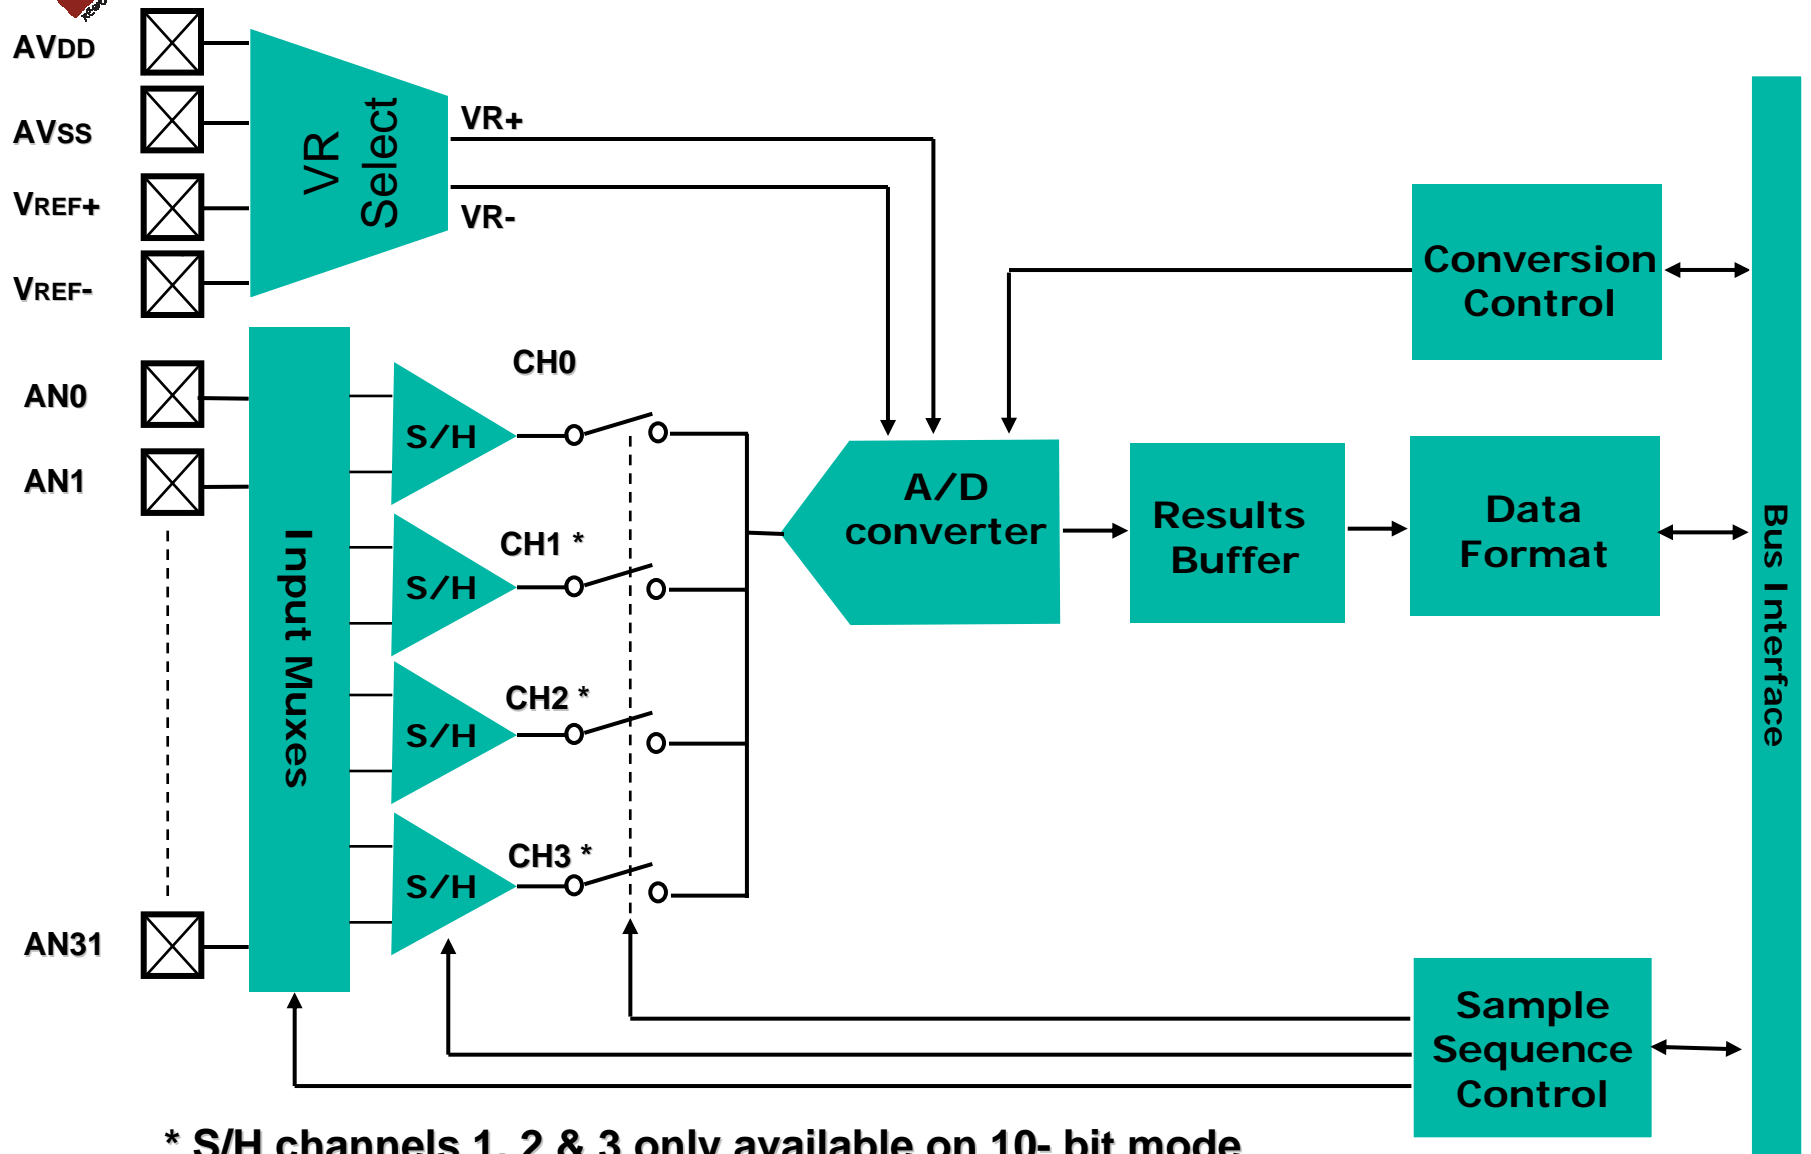 AVDD
AVSS
VREF+
VREF-
VR
Select
VR+
VR-
AN0
AN1
AN31
Input Muxes
S/H
S/H
S/H
S/H
CH0
CH1 *
CH2 *
CH3 *
A/D
converter
Results
Buffer
Data
Format
Conversion
Control
Sample
Sequence
Control
Bus Interface
* S/H channels 1, 2 & 3 only available on 10- bit mode